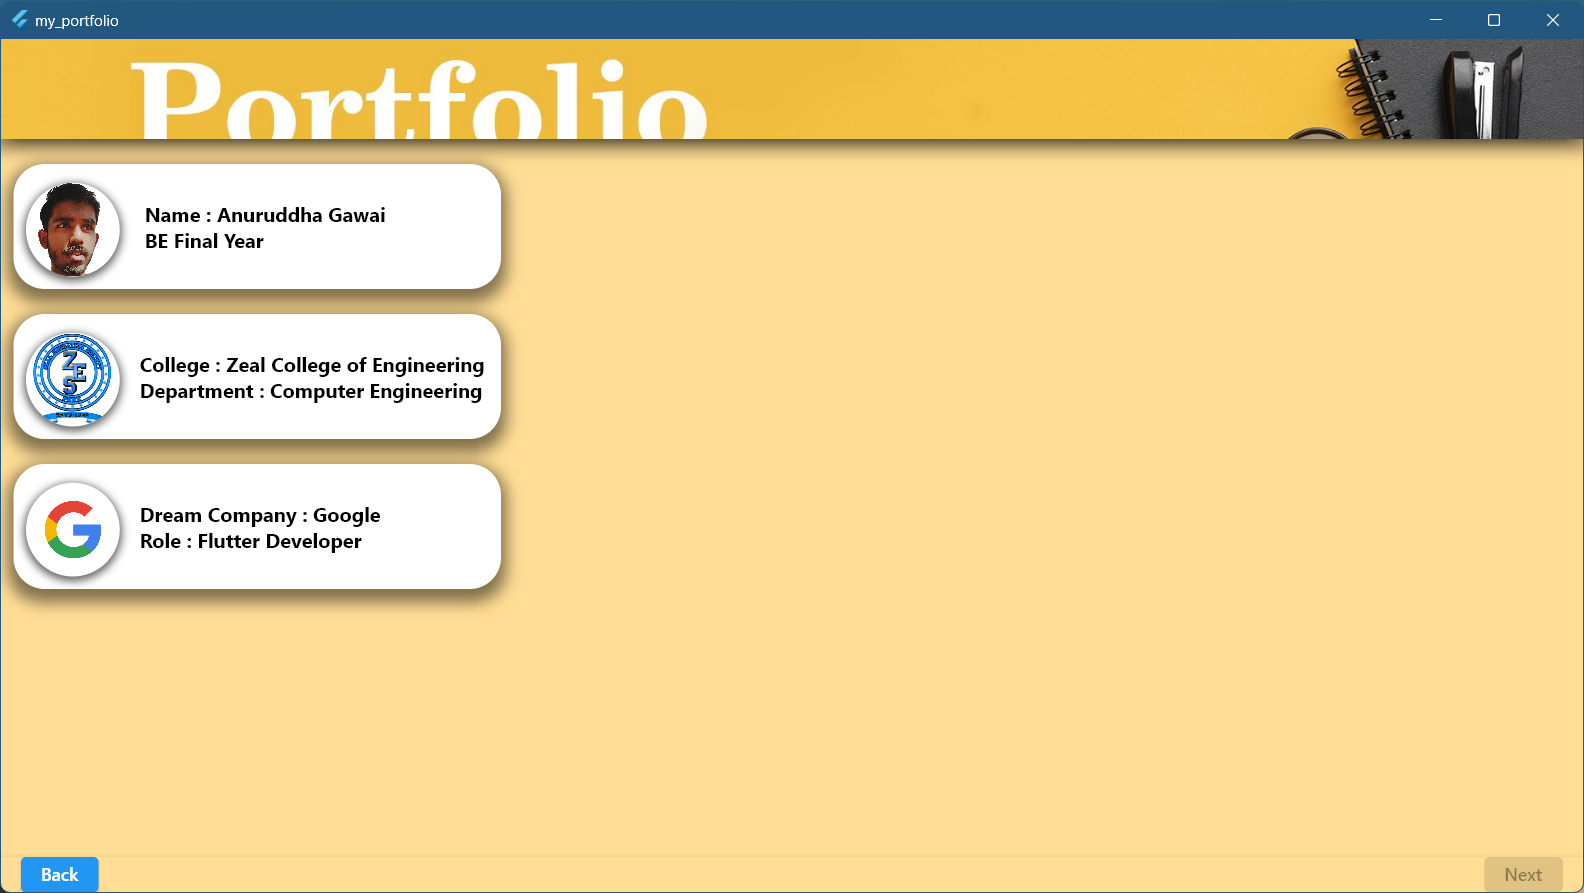 my_portfolio
Portfolio
Name : Anuruddha Gawai
BE Final Year
ZES
College : Zeal College of Engineering
Department : Computer Engineering
Dream Company : Google
Role : Flutter Developer
Back
Next